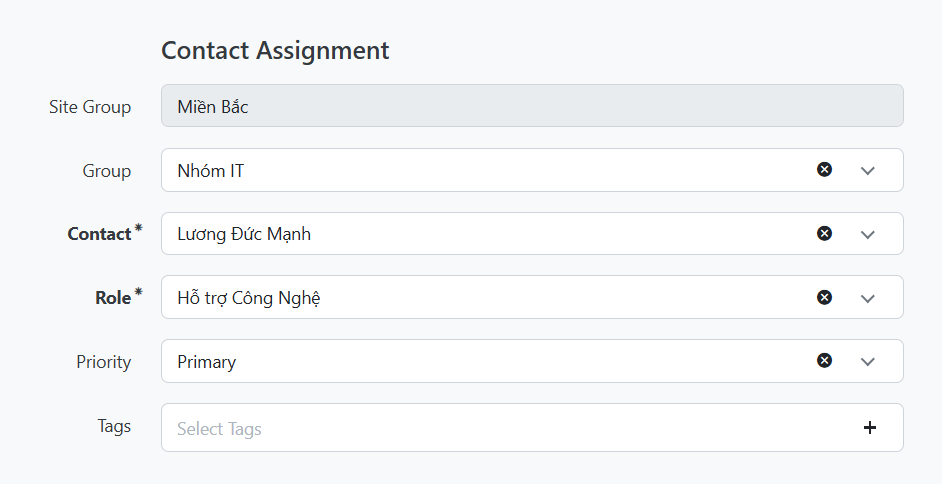 Contact Assignment
Site Group Miền Bắc
Group Nhóm IT
Contact* Lương Đức Mạnh
Role* Hỗ trợ Công Nghệ
Priority Primary
Tags Select Tags